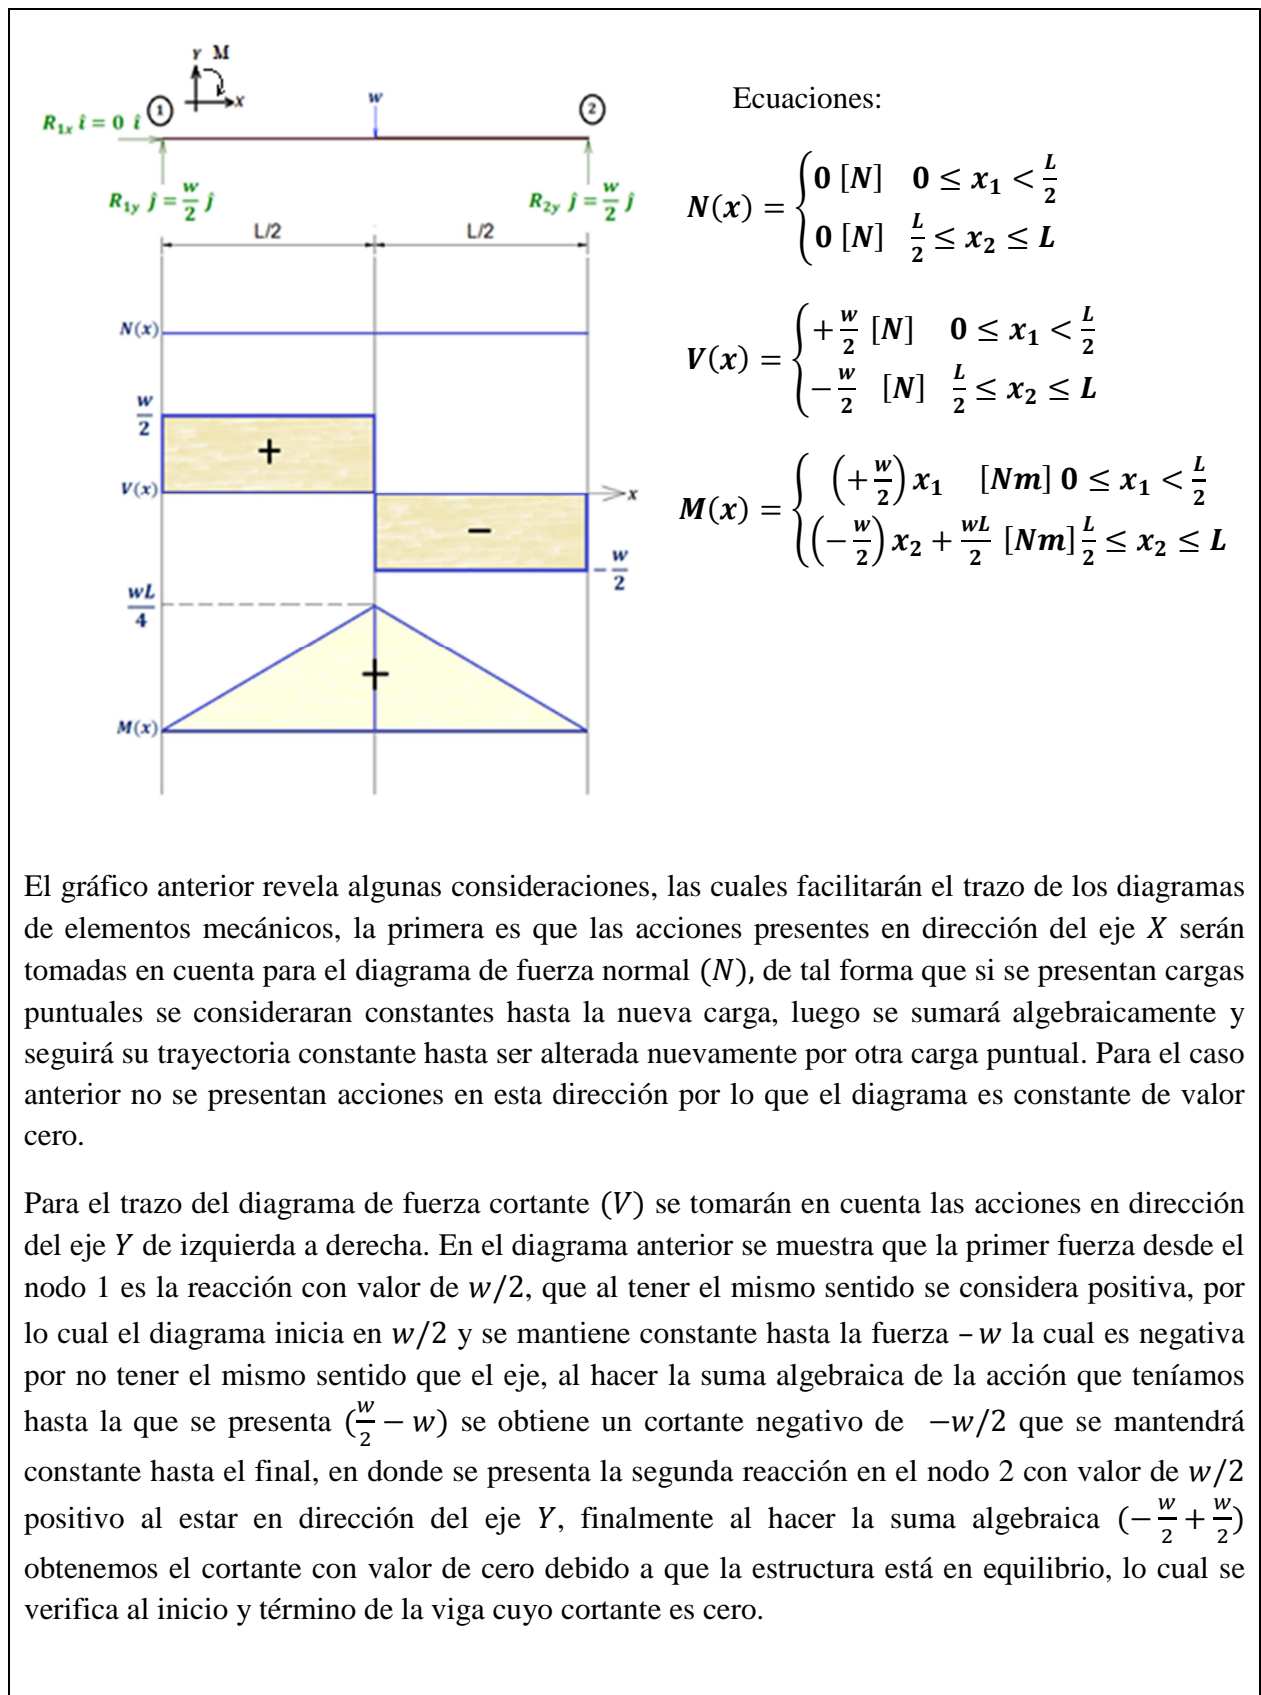 Y M
X
1
w
2
R₁ₓ î = 0 î
R₁ᵧ ĵ = w/2 ĵ
R₂ᵧ ĵ = w/2 ĵ
L/2
L/2
N(x)
w/2
+
V(x)
x
−
−w/2
wL/4
+
M(x)
Ecuaciones:
N(x) = { 0 [N] 0 ≤ x₁ < L/2
0 [N] L/2 ≤ x₂ ≤ L
V(x) = { +w/2 [N] 0 ≤ x₁ < L/2
−w/2 [N] L/2 ≤ x₂ ≤ L
M(x) = { (+w/2) x₁ [Nm] 0 ≤ x₁ < L/2
(−w/2) x₂ + wL/2 [Nm] L/2 ≤ x₂ ≤ L
El gráfico anterior revela algunas consideraciones, las cuales facilitarán el trazo de los diagramas
de elementos mecánicos, la primera es que las acciones presentes en dirección del eje X serán
tomadas en cuenta para el diagrama de fuerza normal (N), de tal forma que si se presentan cargas
puntuales se consideraran constantes hasta la nueva carga, luego se sumará algebraicamente y
seguirá su trayectoria constante hasta ser alterada nuevamente por otra carga puntual. Para el caso
anterior no se presentan acciones en esta dirección por lo que el diagrama es constante de valor
cero.
Para el trazo del diagrama de fuerza cortante (V) se tomarán en cuenta las acciones en dirección
del eje Y de izquierda a derecha. En el diagrama anterior se muestra que la primer fuerza desde el
nodo 1 es la reacción con valor de w/2, que al tener el mismo sentido se considera positiva, por
lo cual el diagrama inicia en w/2 y se mantiene constante hasta la fuerza – w la cual es negativa
por no tener el mismo sentido que el eje, al hacer la suma algebraica de la acción que teníamos
hasta la que se presenta (w/2 − w) se obtiene un cortante negativo de −w/2 que se mantendrá
constante hasta el final, en donde se presenta la segunda reacción en el nodo 2 con valor de w/2
positivo al estar en dirección del eje Y, finalmente al hacer la suma algebraica (−w/2 + w/2)
obtenemos el cortante con valor de cero debido a que la estructura está en equilibrio, lo cual se
verifica al inicio y término de la viga cuyo cortante es cero.